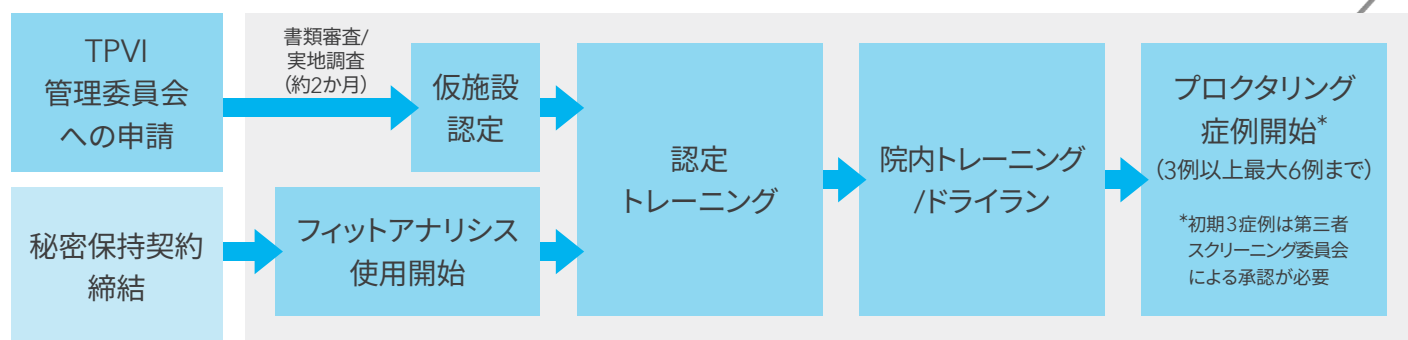 TPVI
管理委員会
への申請
書類審査/
実地調査
(約2か月)
仮施設
認定
秘密保持契約
締結
フィットアナリシス
使用開始
認定
トレーニング
院内トレーニング
/ドライラン
プロクタリング
症例開始*
(3例以上最大6例まで)
*初期3症例は第三者
スクリーニング委員会
による承認が必要